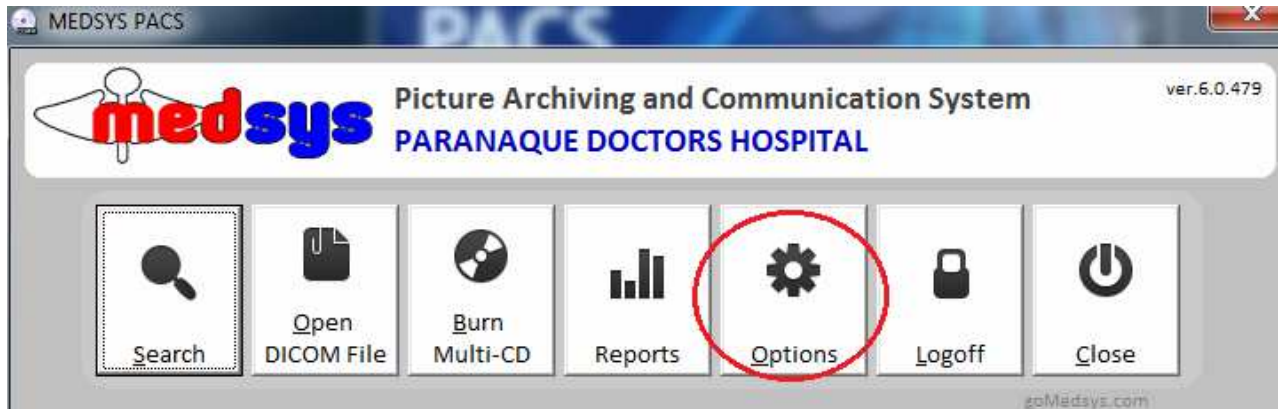 MEDSYS PACS
PACS
medsys
Picture Archiving and Communication System
ver.6.0.479
PARANAQUE DOCTORS HOSPITAL
Search
Open
DICOM File
Burn
Multi-CD
Reports
Options
Logoff
Close
goMedsys.com